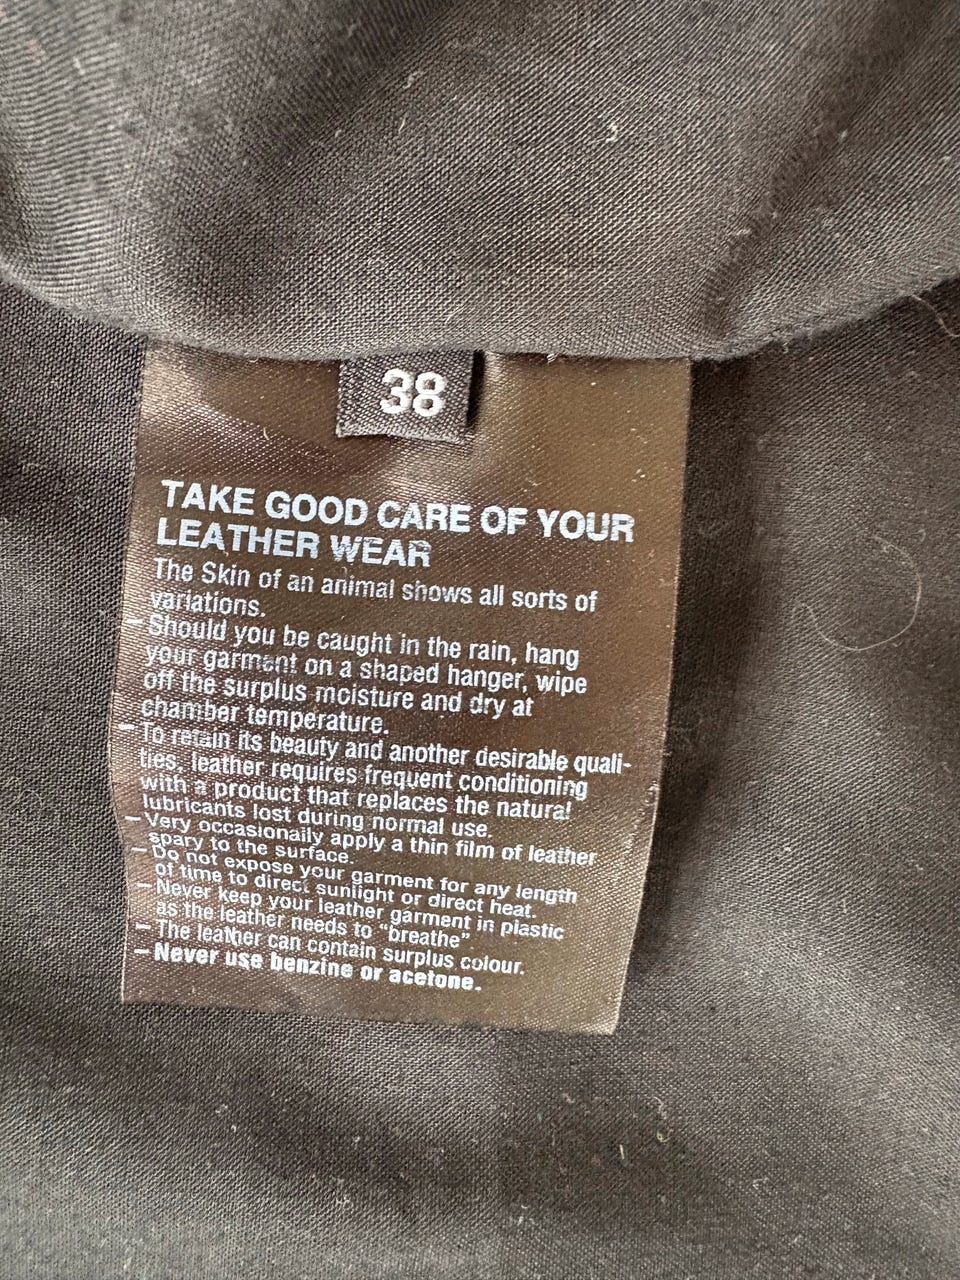 38
TAKE GOOD CARE OF YOUR
LEATHER WEAR
The Skin of an animal shows all sorts of
variations.
– Should you be caught in the rain, hang
your garment on a shaped hanger, wipe
off the surplus moisture and dry at
chamber temperature.
– To retain its beauty and another desirable quali-
ties, leather requires frequent conditioning
with a product that replaces the natural
lubricants lost during normal use.
– Very occasionally apply a thin film of leather
spary to the surface.
– Do not expose your garment for any length
of time to direct sunlight or direct heat.
– Never keep your leather garment in plastic
as the leather needs to "breathe".
– The leather can contain surplus colour.
– Never use benzine or acetone.